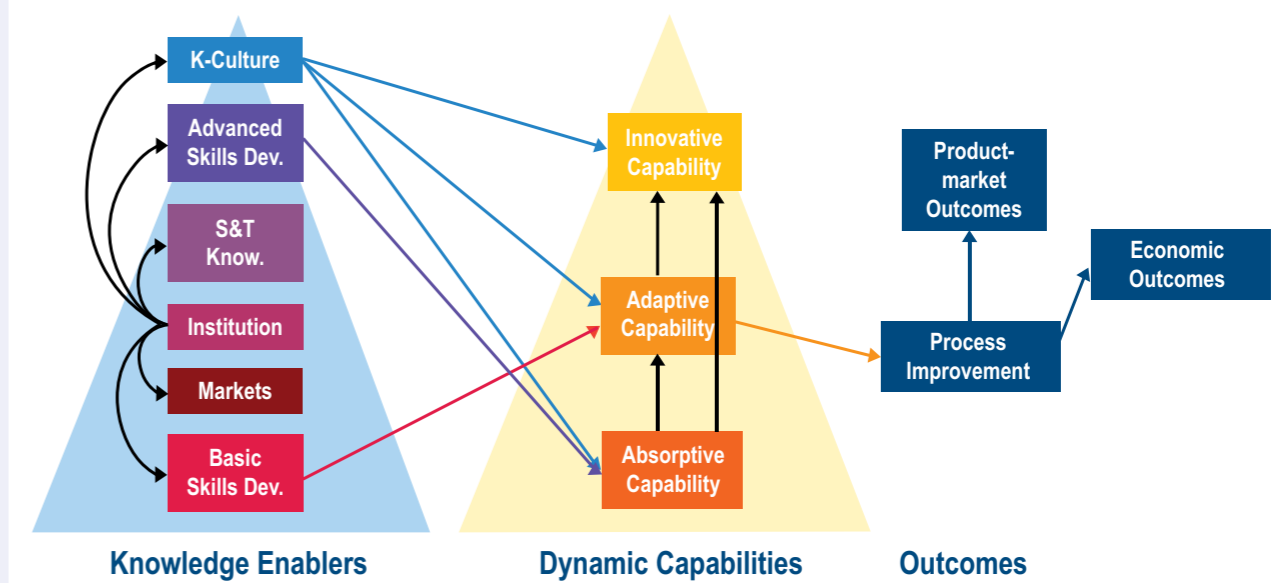 K-Culture
Advanced
Skills Dev.
S&T
Know.
Institution
Markets
Basic
Skills Dev.
Knowledge Enablers
Innovative
Capability
Adaptive
Capability
Absorptive
Capability
Dynamic Capabilities
Product-
market
Outcomes
Economic
Outcomes
Process
Improvement
Outcomes